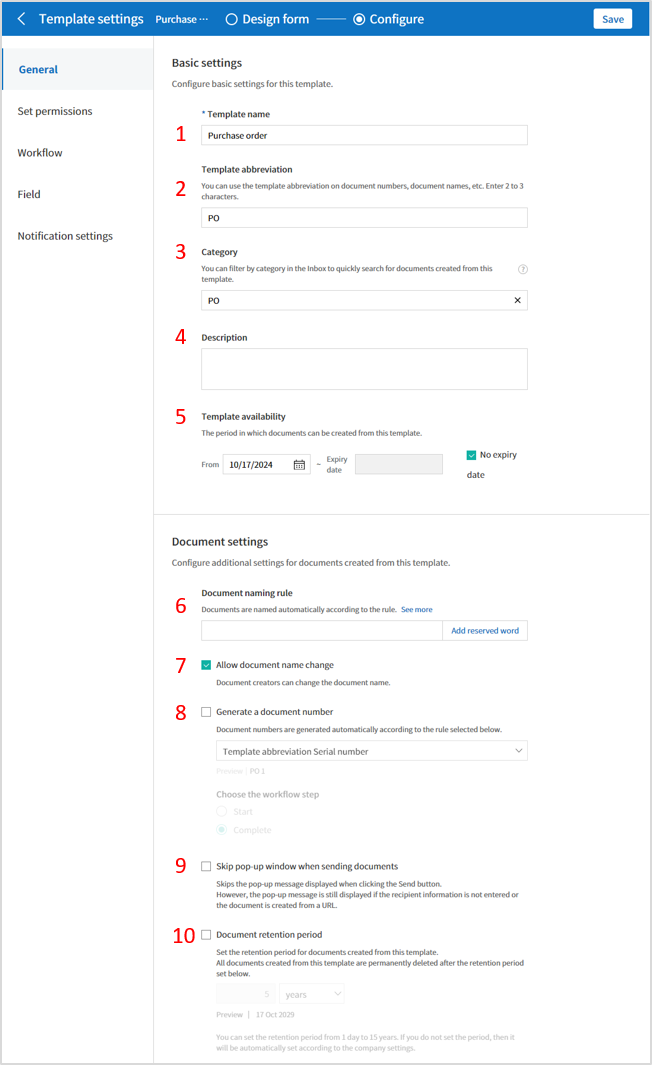 Template settings Purchase ··· Design form Configure Save
General
Set permissions
Workflow
Field
Notification settings
Basic settings
Configure basic settings for this template.
* Template name
1 Purchase order
Template abbreviation
2 You can use the template abbreviation on document numbers, document names, etc. Enter 2 to 3
characters.
PO
3 Category
You can filter by category in the Inbox to quickly search for documents created from this ?
template.
PO
4 Description
5 Template availability
The period in which documents can be created from this template.
From 10/17/2024 ~ Expiry
date
No expiry
date
Document settings
Configure additional settings for documents created from this template.
Document naming rule
6 Documents are named automatically according to the rule. See more
Add reserved word
7 Allow document name change
Document creators can change the document name.
8 Generate a document number
Document numbers are generated automatically according to the rule selected below.
Template abbreviation Serial number
Preview | PO 1
Choose the workflow step
Start
Complete
9 Skip pop-up window when sending documents
Skips the pop-up message displayed when clicking the Send button.
However, the pop-up message is still displayed if the recipient information is not entered or
the document is created from a URL.
10 Document retention period
Set the retention period for documents created from this template.
All documents created from this template are permanently deleted after the retention period
set below.
5 years
Preview | 17 Oct 2029
You can set the retention period from 1 day to 15 years. If you do not set the period, then it
will be automatically set according to the company settings.